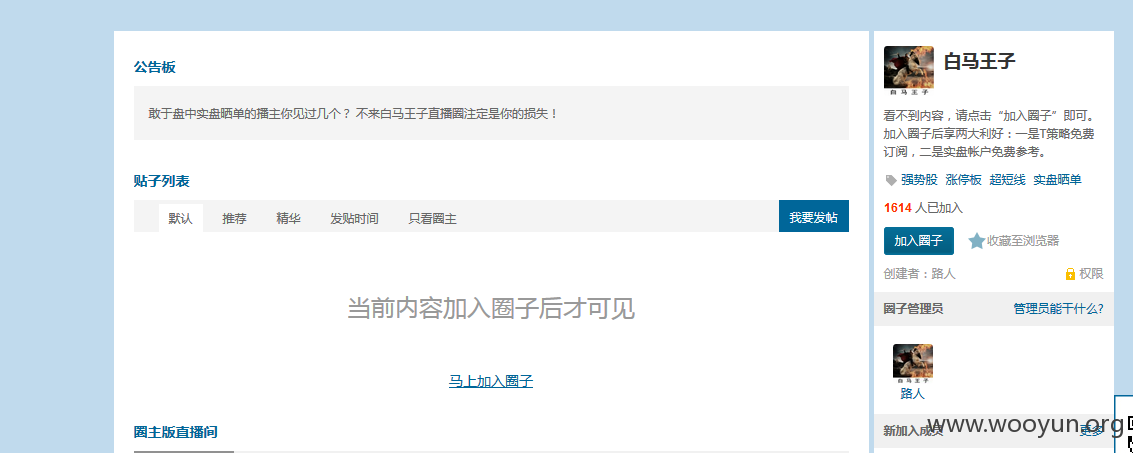 公告板
敢于盘中实盘晒单的播主你见过几个？ 不来白马王子直播圈注定是你的损失！
贴子列表
默认 推荐 精华 发贴时间 只看圈主 我要发帖
当前内容加入圈子后才可见
马上加入圈子
圈主版直播间
白马王子
白马王子
看不到内容，请点击“加入圈子”即可。
加入圈子后享两大利好：一是T策略免费
订阅，二是实盘帐户免费参考。
强势股 涨停板 超短线 实盘晒单
1614 人已加入
加入圈子 收藏至浏览器
创建者：路人 权限
圈子管理员 管理员能干什么?
白马王子
路人
新加入成员 更多
www.wooyun.org